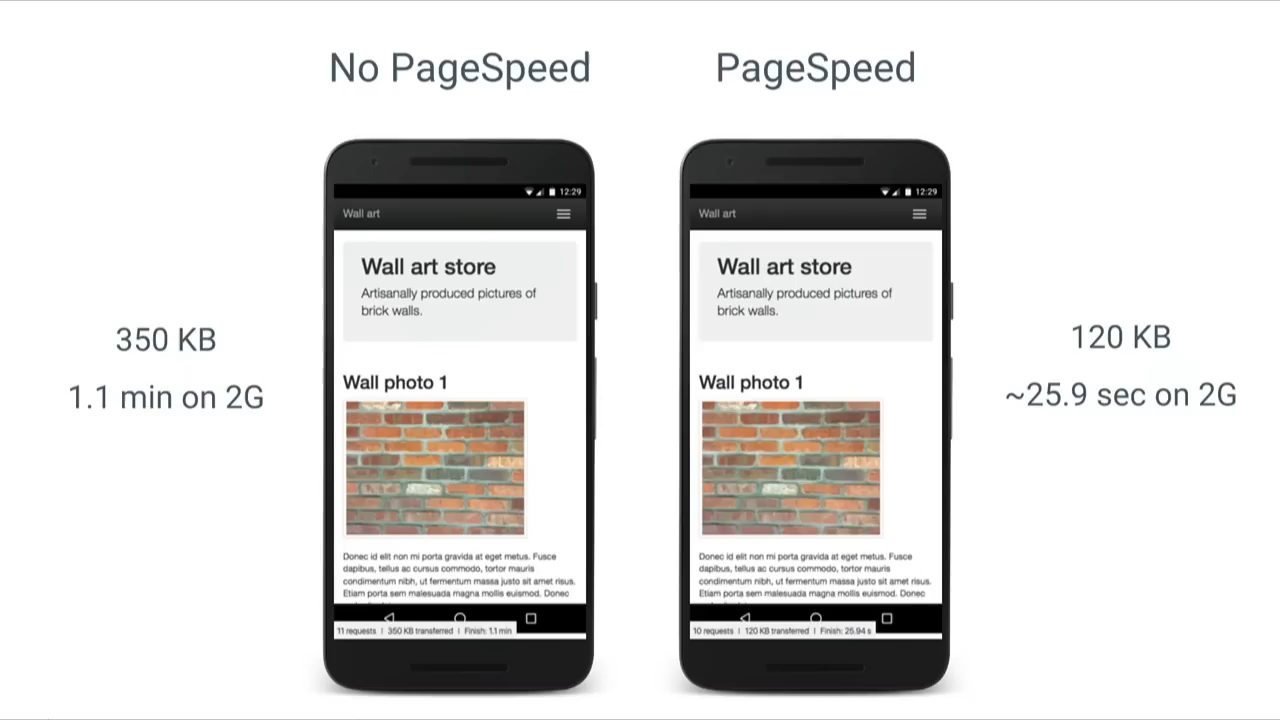 No PageSpeed
PageSpeed
350 KB
1.1 min on 2G
12:29
Wall art
Wall art store
Artisanally produced pictures of
brick walls.
Wall photo 1
Donec id elit non mi porta gravida at eget metus. Fusce
dapibus, tellus ac cursus commodo, tortor mauris
condimentum nibh, ut fermentum massa justo sit amet risus.
Etiam porta sem malesuada magna mollis euismod. Donec
11 requests | 350 KB transferred | Finish: 1.1 min
12:29
Wall art
Wall art store
Artisanally produced pictures of
brick walls.
Wall photo 1
Donec id elit non mi porta gravida at eget metus. Fusce
dapibus, tellus ac cursus commodo, tortor mauris
condimentum nibh, ut fermentum massa justo sit amet risus.
Etiam porta sem malesuada magna mollis euismod. Donec
10 requests | 120 KB transferred | Finish: 25.94 s
120 KB
~25.9 sec on 2G